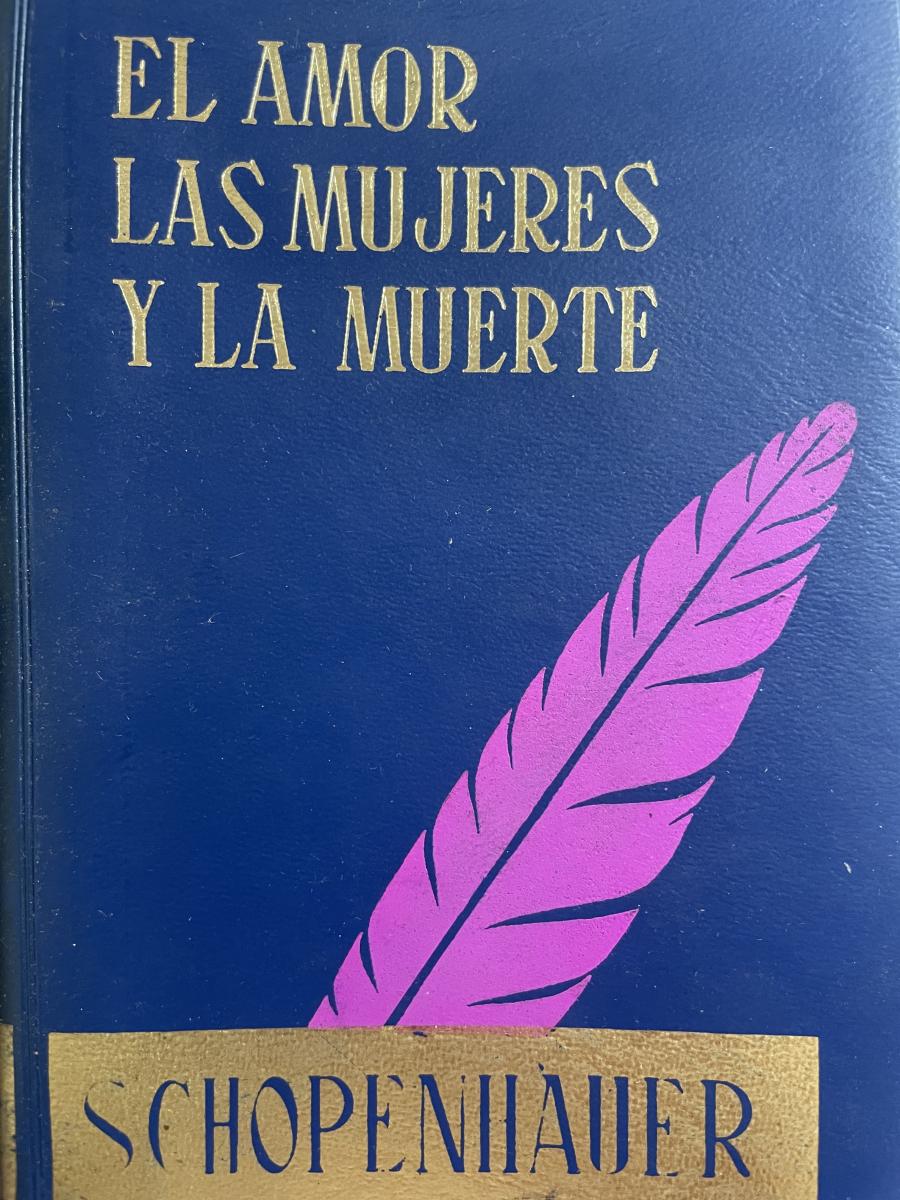 EL AMOR
LAS MUJERES
Y LA MUERTE
SCHOPENHAUER